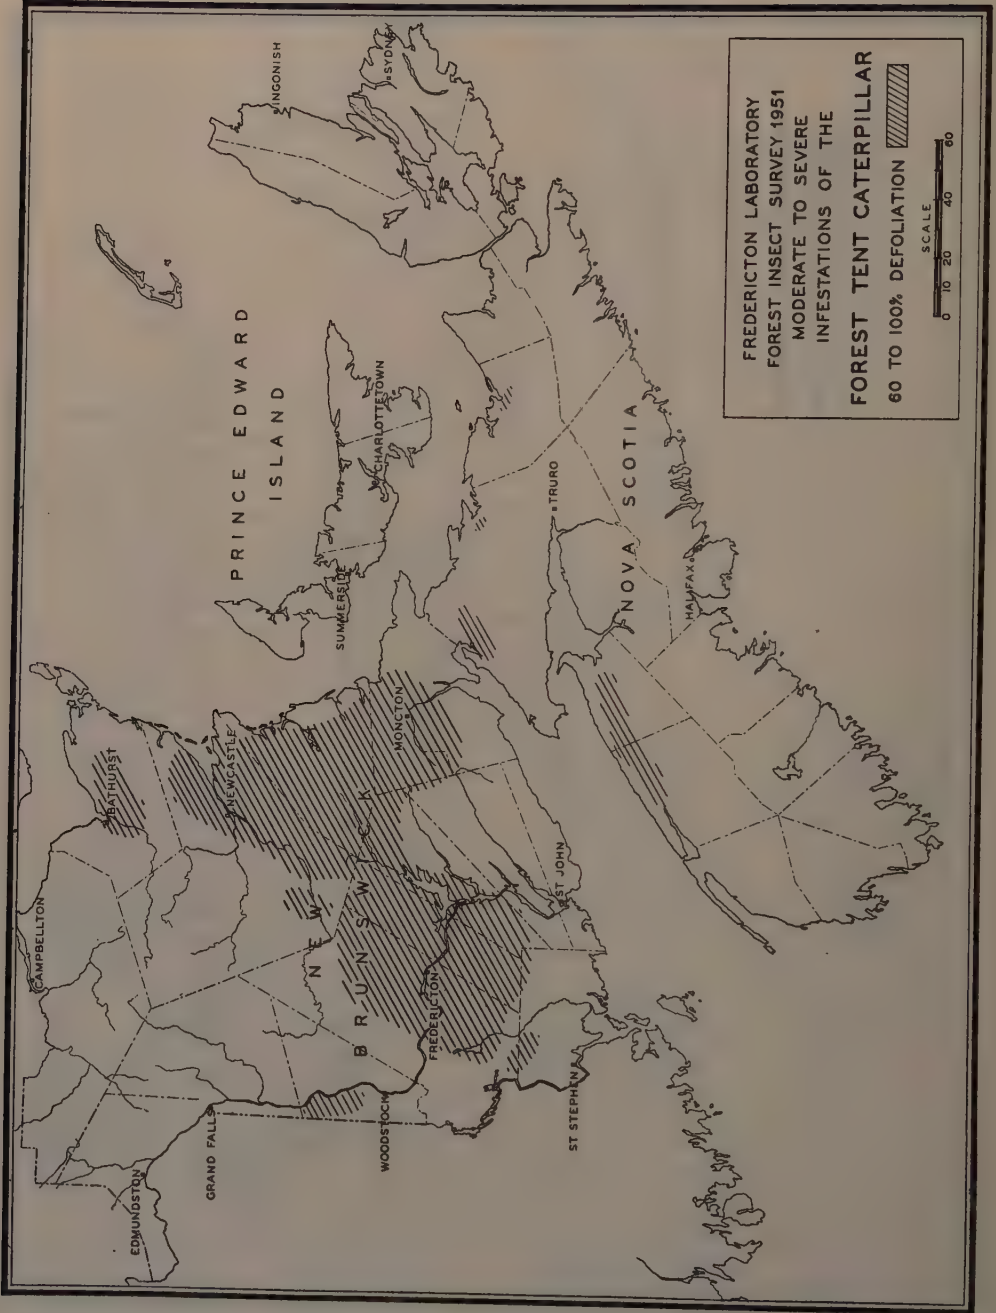 INGONISH
SYDNEY
PRINCE EDWARD
ISLAND
CHARLOTTETOWN
SUMMERSIDE
TRURO
NOVA SCOTIA
HALIFAX
CAMPBELLTON
BATHURST
NEWCASTLE
MONCTON
NEW
BRUNSWICK
EDMUNDSTON
GRAND FALLS
WOODSTOCK
FREDERICTON
ST JOHN
ST STEPHEN
FREDERICTON LABORATORY
FOREST INSECT SURVEY 1951
MODERATE TO SEVERE
INFESTATIONS OF THE
FOREST TENT CATERPILLAR
60 TO 100% DEFOLIATION
SCALE
0 10 20 40 60